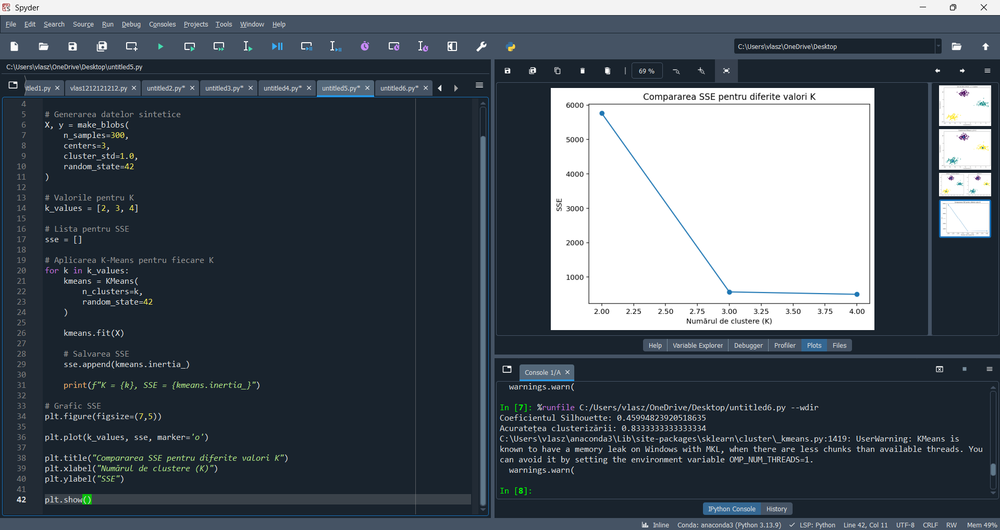 Spyder
File Edit Search Source Run Debug Consoles Projects Tools Window Help
C:\Users\vlasz\OneDrive\Desktop
C:\Users\vlasz\OneDrive\Desktop\untitled5.py
itled1.py vlas1212121212.py untitled2.py* untitled3.py* untitled4.py* untitled5.py* untitled6.py*
4
5 # Generarea datelor sintetice
6 X, y = make_blobs(
7 n_samples=300,
8 centers=3,
9 cluster_std=1.0,
10 random_state=42
11 )
12
13 # Valorile pentru K
14 k_values = [2, 3, 4]
15
16 # Lista pentru SSE
17 sse = []
18
19 # Aplicarea K-Means pentru fiecare K
20 for k in k_values:
21 kmeans = KMeans(
22 n_clusters=k,
23 random_state=42
24 )
25
26 kmeans.fit(X)
27
28 # Salvarea SSE
29 sse.append(kmeans.inertia_)
30
31 print(f"K = {k}, SSE = {kmeans.inertia_}")
32
33 # Grafic SSE
34 plt.figure(figsize=(7,5))
35
36 plt.plot(k_values, sse, marker='o')
37
38 plt.title("Compararea SSE pentru diferite valori K")
39 plt.xlabel("Numărul de clustere (K)")
40 plt.ylabel("SSE")
41
42 plt.show()
69 %
Compararea SSE pentru diferite valori K
6000
5000
4000
3000
2000
1000
SSE
2.00 2.25 2.50 2.75 3.00 3.25 3.50 3.75 4.00
Numărul de clustere (K)
Help Variable Explorer Debugger Profiler Plots Files
Console 1/A
warnings.warn(
In [7]: %runfile C:/Users/vlasz/OneDrive/Desktop/untitled6.py --wdir
Coeficientul Silhouette: 0.45994823920518635
Acuratețea clusterizării: 0.8333333333333334
C:\Users\vlasz\anaconda3\Lib\site-packages\sklearn\cluster\_kmeans.py:1419: UserWarning: KMeans is
known to have a memory leak on Windows with MKL, when there are less chunks than available threads. You
can avoid it by setting the environment variable OMP_NUM_THREADS=1.
warnings.warn(
In [8]:
IPython Console History
Inline Conda: anaconda3 (Python 3.13.9) ✓ LSP: Python Line 42, Col 11 UTF-8 CRLF RW Mem 49%